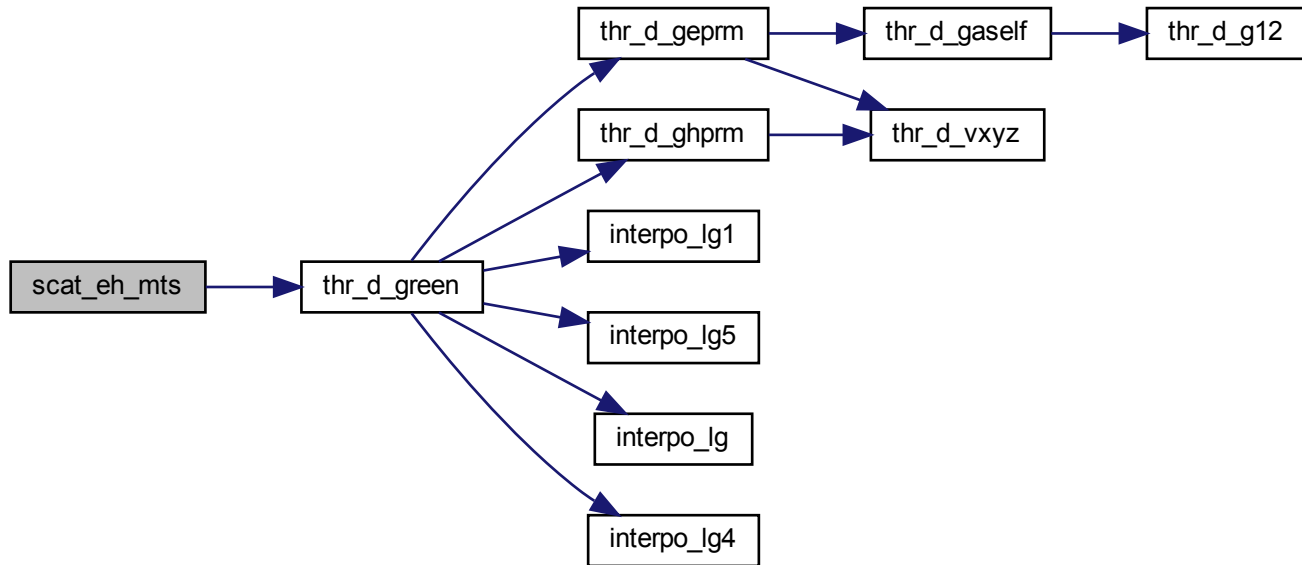 thr_d_geprm
thr_d_gaself
thr_d_g12
thr_d_ghprm
thr_d_vxyz
interpo_lg1
scat_eh_mts
thr_d_green
interpo_lg5
interpo_lg
interpo_lg4